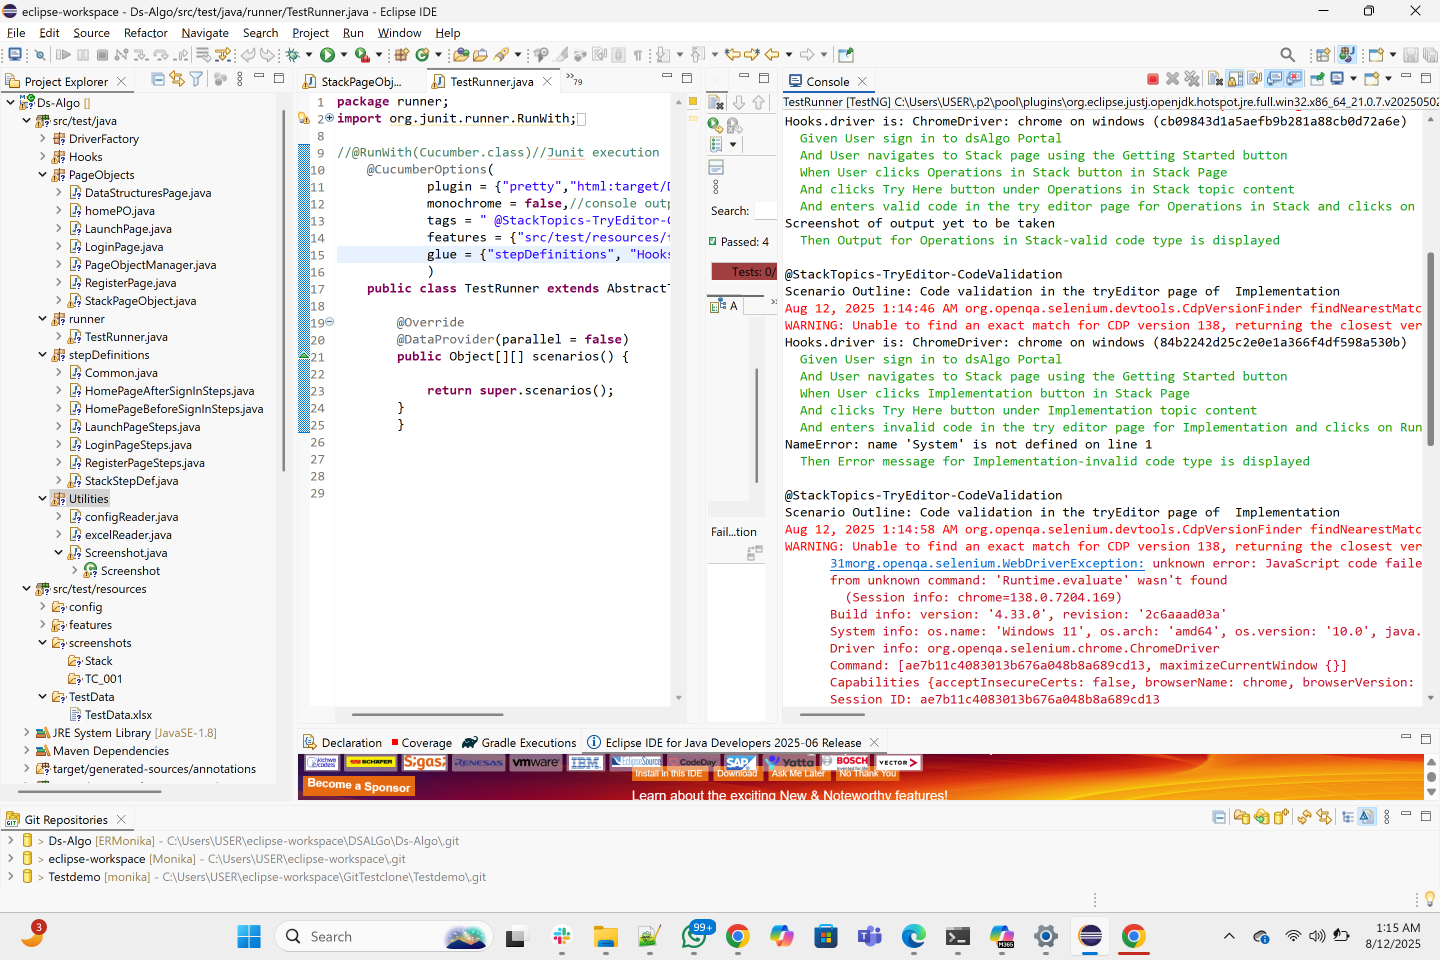 eclipse-workspace - Ds-Algo/src/test/java/runner/TestRunner.java - Eclipse IDE
File Edit Source Refactor Navigate Search Project Run Window Help
Project Explorer
Ds-Algo []
src/test/java
DriverFactory
Hooks
PageObjects
DataStructuresPage.java
homePO.java
LaunchPage.java
LoginPage.java
PageObjectManager.java
RegisterPage.java
StackPageObject.java
runner
TestRunner.java
stepDefinitions
Common.java
HomePageAfterSignInSteps.java
HomePageBeforeSignInSteps.java
LaunchPageSteps.java
LoginPageSteps.java
RegisterPageSteps.java
StackStepDef.java
Utilities
configReader.java
excelReader.java
Screenshot.java
Screenshot
src/test/resources
config
features
screenshots
Stack
TC_001
TestData
TestData.xlsx
JRE System Library [JavaSE-1.8]
Maven Dependencies
target/generated-sources/annotations
StackPageObj... TestRunner.java 79
1 package runner;
2 import org.junit.runner.RunWith;
8
9 //@RunWith(Cucumber.class)//Junit execution
10 @CucumberOptions(
11 plugin = {"pretty","html:target/D
12 monochrome = false,//console outp
13 tags = " @StackTopics-TryEditor-C
14 features = {"src/test/resources/f
15 glue = {"stepDefinitions", "Hooks
16 )
17 public class TestRunner extends AbstractT
18
19 @Override
20 @DataProvider(parallel = false)
21 public Object[][] scenarios() {
22
23 return super.scenarios();
24 }
25 }
26
27
28
29
Search:
Passed: 4
Tests: 0/
A
Fail...tion
Console
TestRunner [TestNG] C:\Users\USER\.p2\pool\plugins\org.eclipse.justj.openjdk.hotspot.jre.full.win32.x86_64_21.0.7.v20250502
Hooks.driver is: ChromeDriver: chrome on windows (cb09843d1a5aefb9b281a88cb0d72a6e)
Given User sign in to dsAlgo Portal
And User navigates to Stack page using the Getting Started button
When User clicks Operations in Stack button in Stack Page
And clicks Try Here button under Operations in Stack topic content
And enters valid code in the try editor page for Operations in Stack and clicks on
Screenshot of output yet to be taken
Then Output for Operations in Stack-valid code type is displayed
@StackTopics-TryEditor-CodeValidation
Scenario Outline: Code validation in the tryEditor page of  Implementation
Aug 12, 2025 1:14:46 AM org.openqa.selenium.devtools.CdpVersionFinder findNearestMatc
WARNING: Unable to find an exact match for CDP version 138, returning the closest ver
Hooks.driver is: ChromeDriver: chrome on windows (84b2242d25c2e0e1a366f4df598a530b)
Given User sign in to dsAlgo Portal
And User navigates to Stack page using the Getting Started button
When User clicks Implementation button in Stack Page
And clicks Try Here button under Implementation topic content
And enters invalid code in the try editor page for Implementation and clicks on Run
NameError: name 'System' is not defined on line 1
Then Error message for Implementation-invalid code type is displayed
@StackTopics-TryEditor-CodeValidation
Scenario Outline: Code validation in the tryEditor page of  Implementation
Aug 12, 2025 1:14:58 AM org.openqa.selenium.devtools.CdpVersionFinder findNearestMatc
WARNING: Unable to find an exact match for CDP version 138, returning the closest ver
31morg.openqa.selenium.WebDriverException: unknown error: JavaScript code faile
from unknown command: 'Runtime.evaluate' wasn't found
(Session info: chrome=138.0.7204.169)
Build info: version: '4.33.0', revision: '2c6aaad03a'
System info: os.name: 'Windows 11', os.arch: 'amd64', os.version: '10.0', java.
Driver info: org.openqa.selenium.chrome.ChromeDriver
Command: [ae7b11c4083013b676a048b8a689cd13, maximizeCurrentWindow {}]
Capabilities {acceptInsecureCerts: false, browserName: chrome, browserVersion:
Session ID: ae7b11c4083013b676a048b8a689cd13
Declaration Coverage Gradle Executions Eclipse IDE for Java Developers 2025-06 Release
SCHÄFER Sigasi RENESAS vmware IBM EclipseSource CodeDay SAP Yatta BOSCH VECTOR
Install in this IDE Download Ask Me Later No Thank You
Become a Sponsor
Learn about the exciting New & Noteworthy features!
Git Repositories
> Ds-Algo [ERMonika] - C:\Users\USER\eclipse-workspace\DSALGo\Ds-Algo\.git
> eclipse-workspace [Monika] - C:\Users\USER\eclipse-workspace\.git
> Testdemo [monika] - C:\Users\USER\eclipse-workspace\GitTestclone\Testdemo\.git
3
Search
99+
M365
1:15 AM
8/12/2025